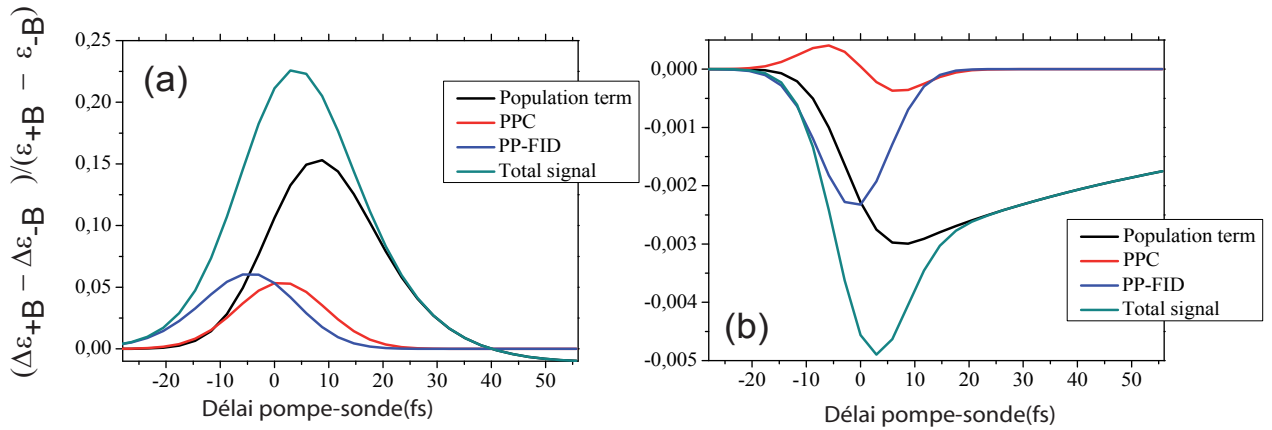 (Δε+B − Δε-B )/(ε+B − ε-B)
0,25
0,20
0,15
0,10
0,05
0,00
(a)
Population term
PPC
PP-FID
Total signal
-20 -10 0 10 20 30 40 50
Délai pompe-sonde(fs)
0,000
-0,001
-0,002
-0,003
-0,004
-0,005
(b)
Population term
PPC
PP-FID
Total signal
-20 -10 0 10 20 30 40 50
Délai pompe-sonde(fs)